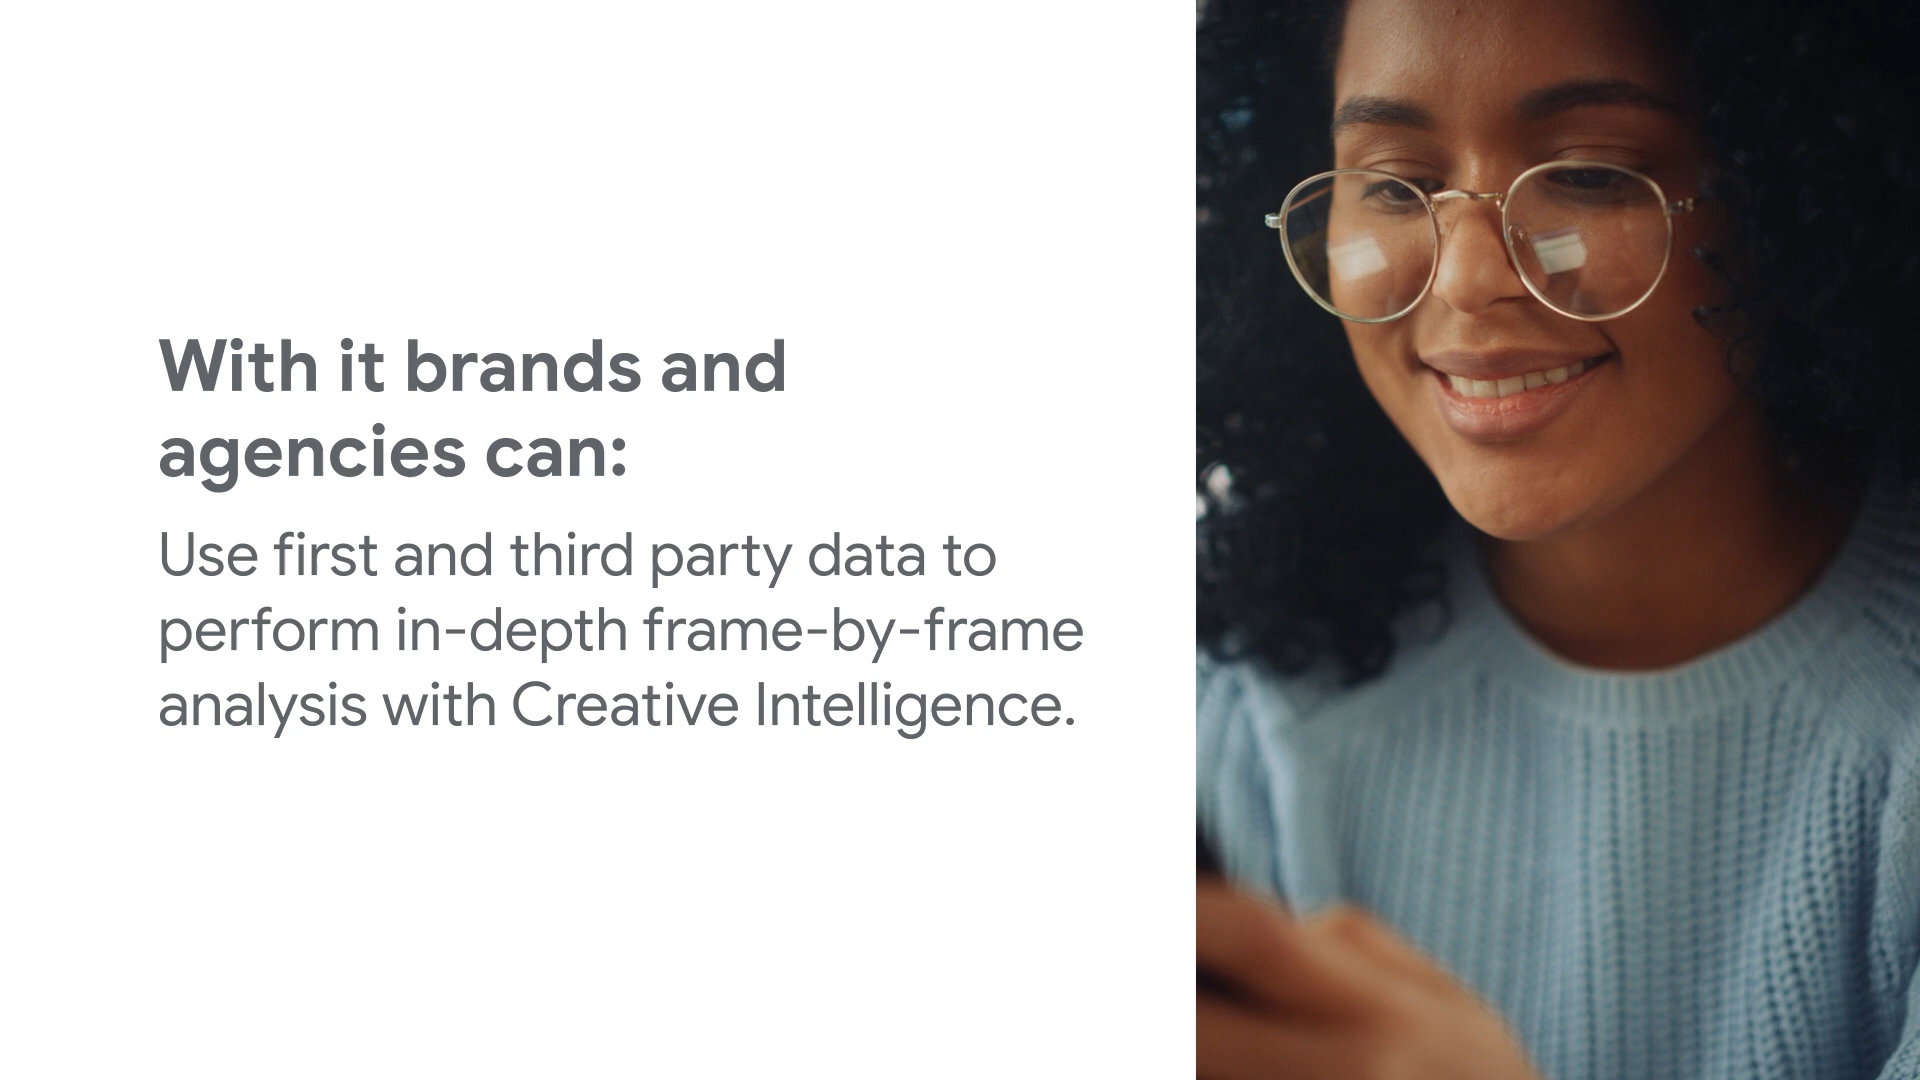 With it brands and
agencies can:
Use first and third party data to
perform in-depth frame-by-frame
analysis with Creative Intelligence.